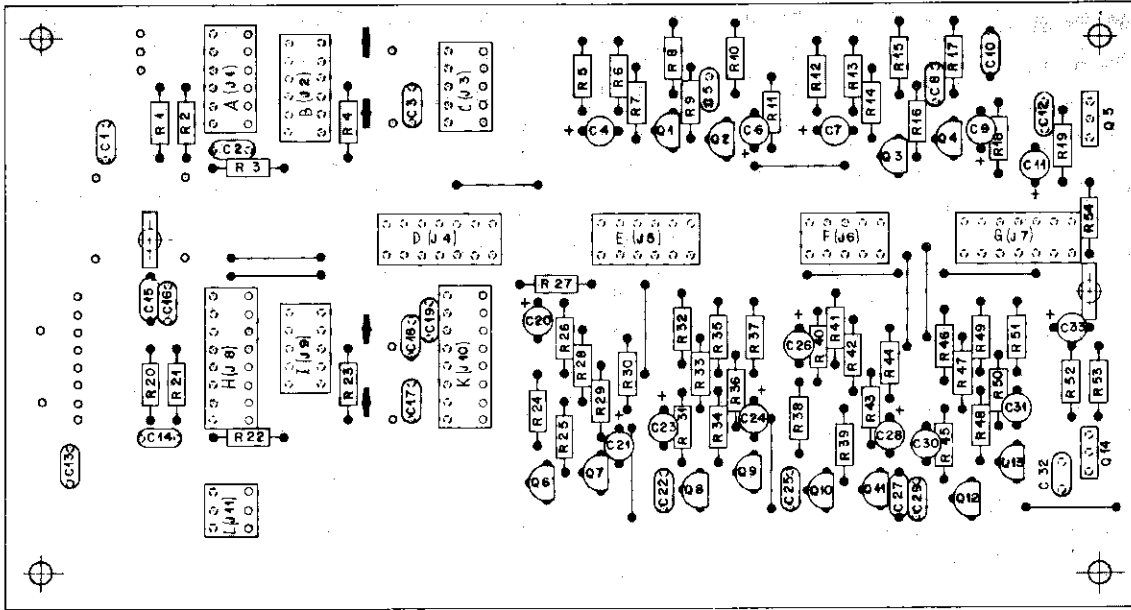 R5
R6
R7
R8
R9
C5
R10
R11
R12
R13
R14
R15
R16
C8
R17
C10
C1
R1
R2
A(J1)
B(J2)
R4
C3
C(J3)
+
C4
Q1
Q2
C6
+
+
C7
Q3
Q4
C9
+
R18
C12
C11
+
R19
Q5
C2
R3
R54
D(J4)
E(J5)
F(J6)
G(J7)
C15
C16
H(J8)
I(J9)
C18
C19
K(J10)
R27
+
C20
R26
R28
R29
R30
R32
R33
R35
R36
R37
+
C26
R40
R41
R42
R44
R46
R47
R49
R50
R51
+
C33
R52
R53
R20
R21
R23
C17
R24
R25
+
C21
+
C23
R31
R34
+
C24
R38
R39
R43
+
C28
+
C30
R45
R48
+
C31
C14
R22
C13
Q6
Q7
C22
Q8
Q9
C25
Q10
Q11
C27
C29
Q12
Q13
C32
Q14
L(J11)